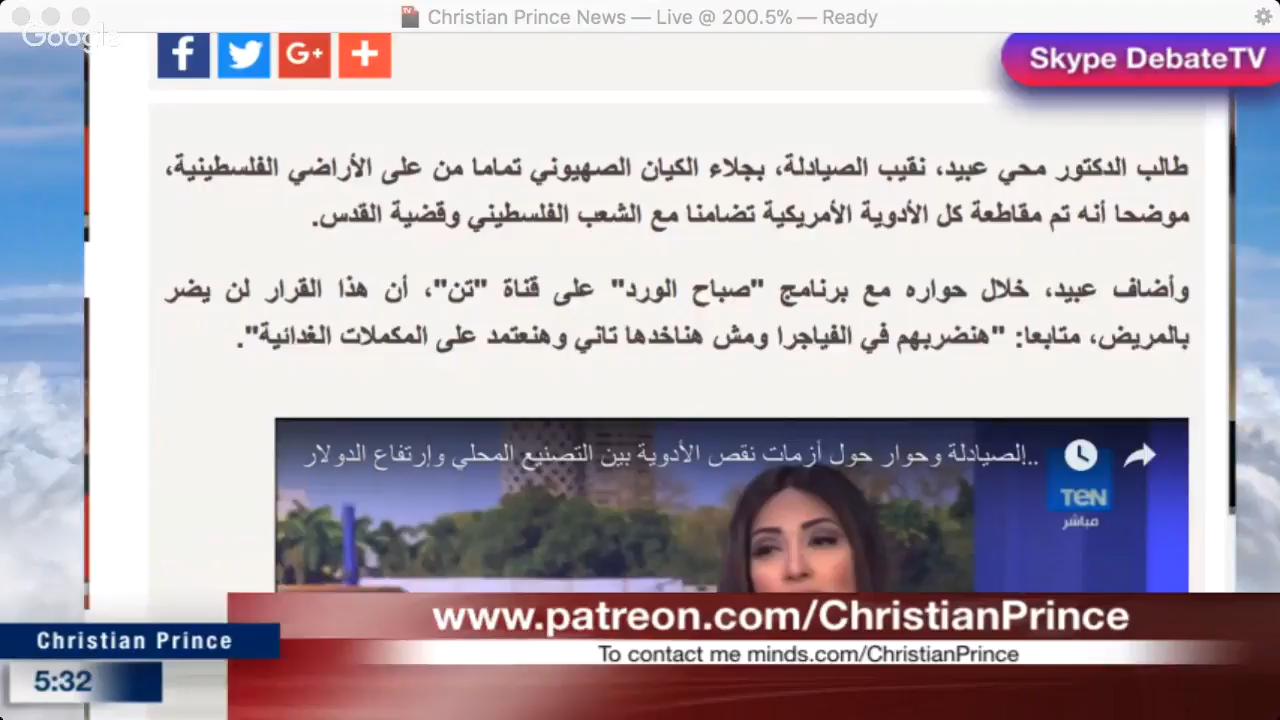 Christian Prince News — Live @ 200.5% — Ready
Google
f
G+
+
Skype DebateTV
طالب الدكتور محي عبيد، نقيب الصيادلة، بجلاء الكيان الصهيوني تماما من على الأراضي الفلسطينية،
موضحا أنه تم مقاطعة كل الأدوية الأمريكية تضامنا مع الشعب الفلسطيني وقضية القدس.
وأضاف عبيد، خلال حواره مع برنامج "صباح الورد" على قناة "تن"، أن هذا القرار لن يضر
بالمريض، متابعا: "هنضربهم في الفياجرا ومش هناخدها تاني وهنعتمد على المكملات الغدائية".
..الصيادلة وحوار حول أزمات نقص الأدوية بين التصنيع المحلي وإرتفاع الدولار
TeN
مباشر
www.patreon.com/ChristianPrince
Christian Prince
To contact me minds.com/ChristianPrince
5:32